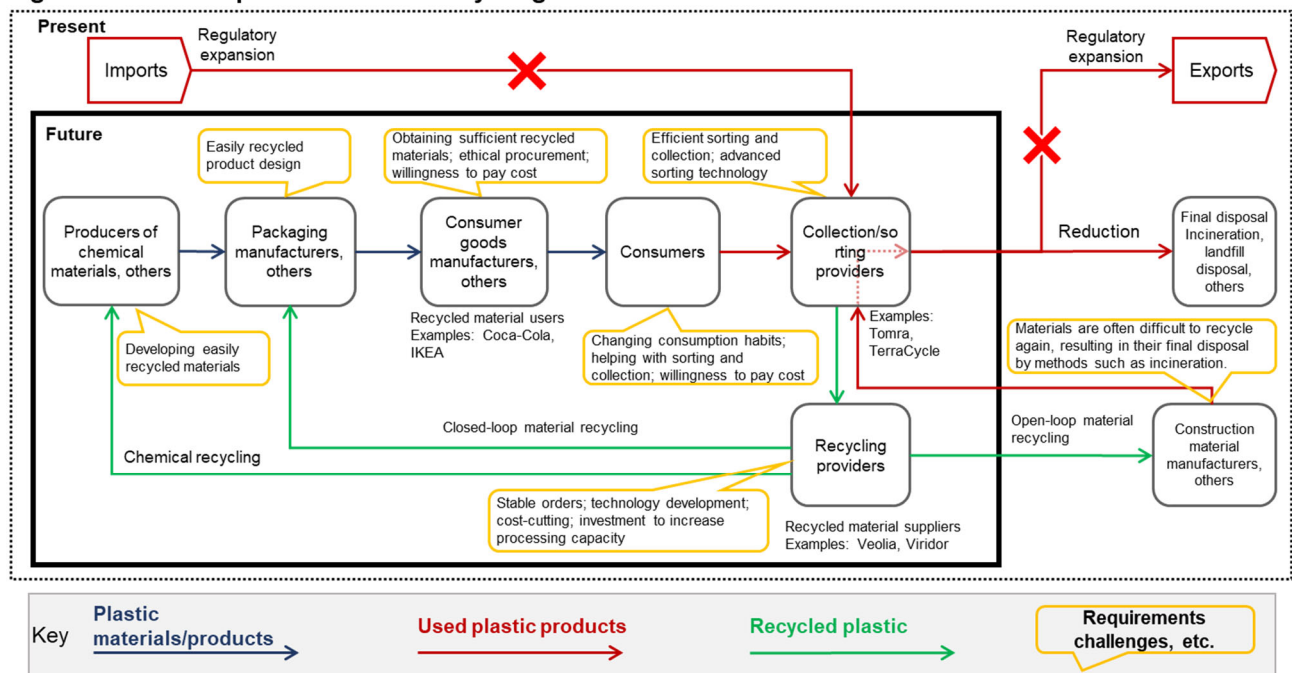 Present
Regulatory
expansion
Imports
Regulatory
expansion
Exports
Future
Easily recycled
product design
Obtaining sufficient recycled
materials; ethical procurement;
willingness to pay cost
Efficient sorting and
collection; advanced
sorting technology
Producers of
chemical
materials, others
Packaging
manufacturers,
others
Consumer
goods
manufacturers,
others
Consumers
Collection/so
rting
providers
Reduction
Final disposal
Incineration,
landfill
disposal,
others
Recycled material users
Examples: Coca-Cola,
IKEA
Examples:
Tomra,
TerraCycle
Developing easily
recycled materials
Changing consumption habits;
helping with sorting and
collection; willingness to pay cost
Materials are often difficult to recycle
again, resulting in their final disposal
by methods such as incineration.
Closed-loop material recycling
Chemical recycling
Recycling
providers
Open-loop material
recycling
Construction
material
manufacturers,
others
Stable orders; technology development;
cost-cutting; investment to increase
processing capacity
Recycled material suppliers
Examples: Veolia, Viridor
Key
Plastic
materials/products
Used plastic products
Recycled plastic
Requirements
challenges, etc.